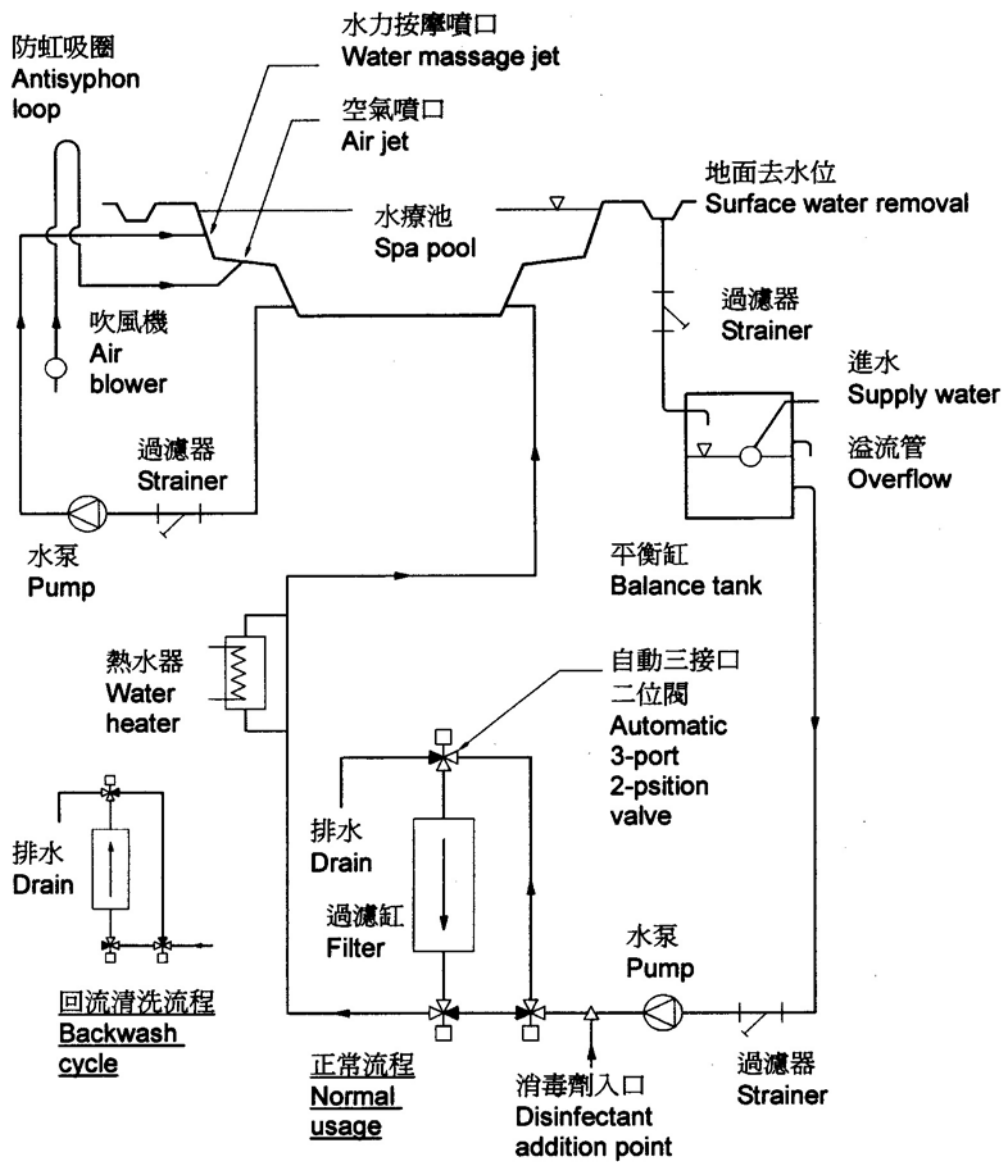 水力按摩噴口
Water massage jet
防虹吸圈
Antisyphon
loop
空氣噴口
Air jet
地面去水位
Surface water removal
水療池
Spa pool
過濾器
Strainer
吹風機
Air
blower
進水
Supply water
過濾器
Strainer
溢流管
Overflow
水泵
Pump
平衡缸
Balance tank
熱水器
Water
heater
自動三接口
二位閥
Automatic
3-port
2-psition
valve
排水
Drain
排水
Drain
過濾缸
Filter
水泵
Pump
回流清洗流程
Backwash
cycle
正常流程
Normal
usage
消毒劑入口
Disinfectant
addition point
過濾器
Strainer